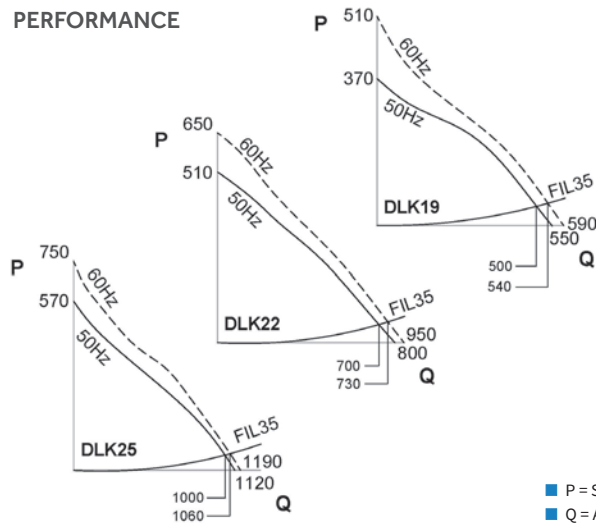 PERFORMANCE
510
P
60Hz
370
50Hz
DLK19
FIL35
590
550
500
540
Q
650
P
60Hz
510
50Hz
DLK22
FIL35
950
800
700
730
Q
750
P
60Hz
570
50Hz
DLK25
FIL35
1190
1120
1000
1060
Q
P = S
Q = A